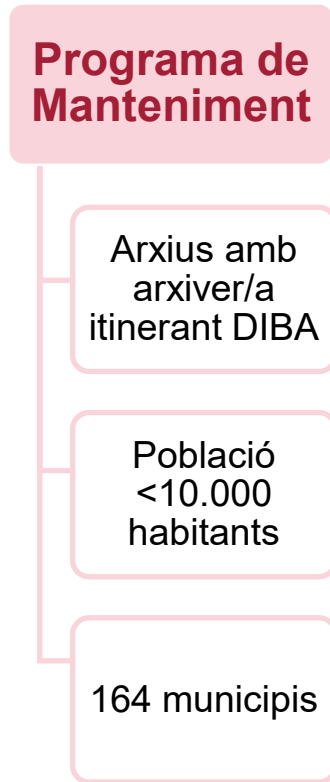 Programa de
Manteniment
Arxius amb
arxiver/a
itinerant DIBA
Població
<10.000
habitants
164 municipis